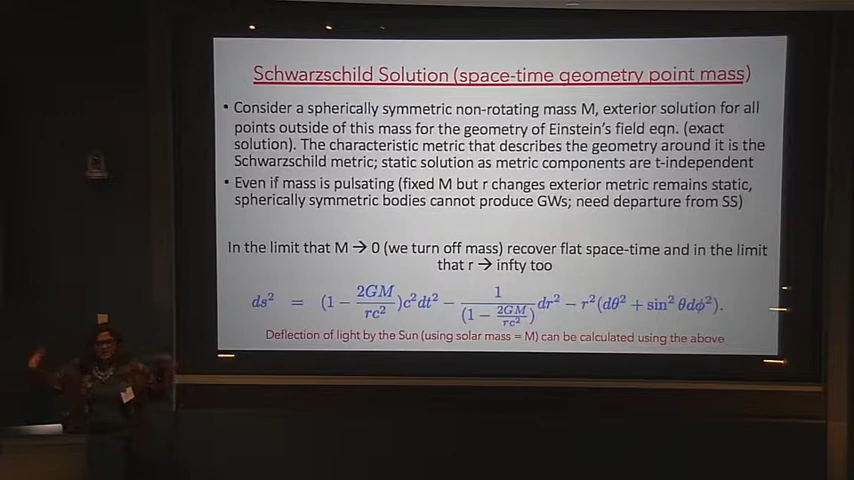 Schwarzschild Solution (space-time geometry point mass)
• Consider a spherically symmetric non-rotating mass M, exterior solution for all
points outside of this mass for the geometry of Einstein's field eqn. (exact
solution). The characteristic metric that describes the geometry around it is the
Schwarzschild metric; static solution as metric components are t-independent
• Even if mass is pulsating (fixed M but r changes exterior metric remains static,
spherically symmetric bodies cannot produce GWs; need departure from SS)
In the limit that M → 0 (we turn off mass) recover flat space-time and in the limit
that r → infty too
ds² = (1 − 2GM/rc²)c²dt² − 1/(1 − 2GM/rc²) dr² − r²(dθ² + sin² θdϕ²).
Deflection of light by the Sun (using solar mass = M) can be calculated using the above